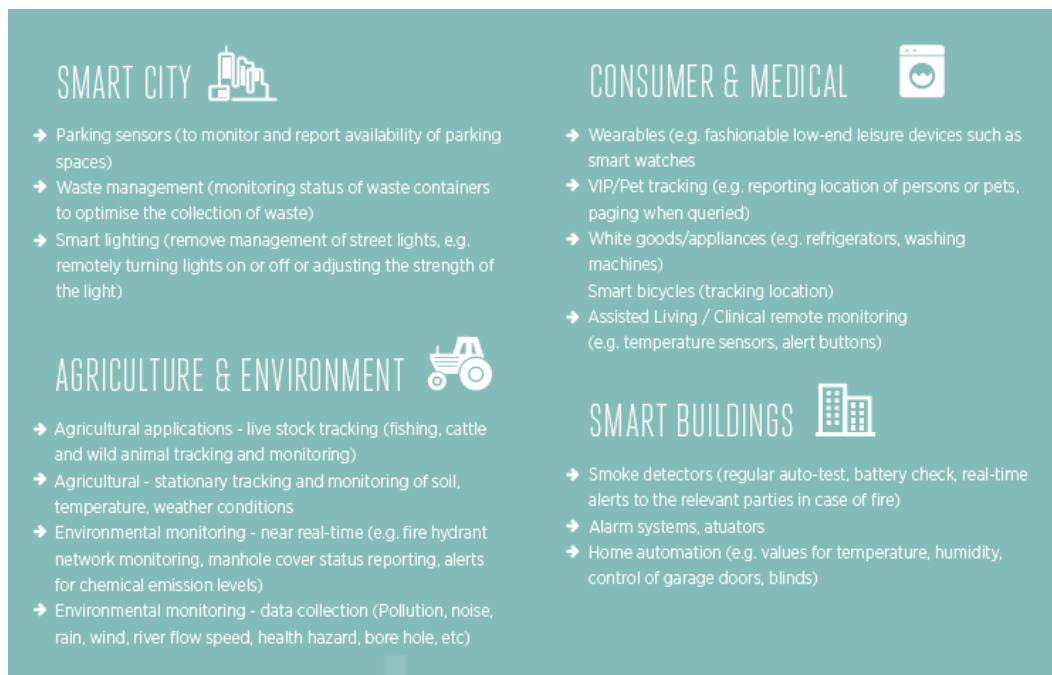 SMART CITY
➔ Parking sensors (to monitor and report availability of parking
spaces)
➔ Waste management (monitoring status of waste containers
to optimise the collection of waste)
➔ Smart lighting (remove management of street lights, e.g.
remotely turning lights on or off or adjusting the strength of
the light)
AGRICULTURE & ENVIRONMENT
➔ Agricultural applications - live stock tracking (fishing, cattle
and wild animal tracking and monitoring)
➔ Agricultural - stationary tracking and monitoring of soil,
temperature, weather conditions
➔ Environmental monitoring - near real-time (e.g. fire hydrant
network monitoring, manhole cover status reporting, alerts
for chemical emission levels)
➔ Environmental monitoring - data collection (Pollution, noise,
rain, wind, river flow speed, health hazard, bore hole, etc)
CONSUMER & MEDICAL
➔ Wearables (e.g. fashionable low-end leisure devices such as
smart watches
➔ VIP/Pet tracking (e.g. reporting location of persons or pets,
paging when queried)
➔ White goods/appliances (e.g. refrigerators, washing
machines)
Smart bicycles (tracking location)
➔ Assisted Living / Clinical remote monitoring
(e.g. temperature sensors, alert buttons)
SMART BUILDINGS
➔ Smoke detectors (regular auto-test, battery check, real-time
alerts to the relevant parties in case of fire)
➔ Alarm systems, atuators
➔ Home automation (e.g. values for temperature, humidity,
control of garage doors, blinds)